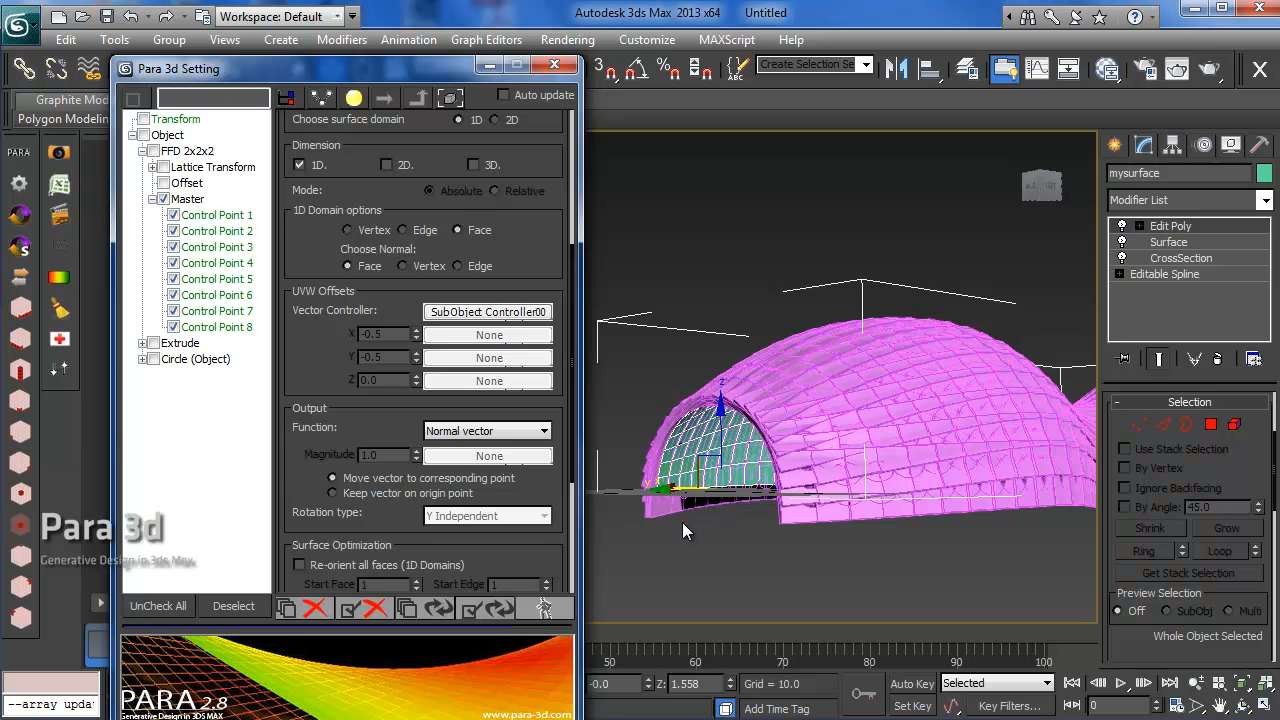 Workspace: Default
Autodesk 3ds Max 2013 x64
Untitled
Edit Tools Group Views Create Modifiers Animation Graph Editors Rendering Customize MAXScript Help
Para 3d Setting
Create Selection Se
Graphite Mod
Polygon Modeling
Auto update
PARA
Transform
Object
FFD 2x2x2
Lattice Transform
Offset
Master
Control Point 1
Control Point 2
Control Point 3
Control Point 4
Control Point 5
Control Point 6
Control Point 7
Control Point 8
Extrude
Circle (Object)
UnCheck All
Deselect
Choose surface domain 1D 2D
Dimension
1D. 2D. 3D.
Mode: Absolute Relative
1D Domain options
Vertex Edge Face
Choose Normal:
Face Vertex Edge
UVW Offsets
Vector Controller: SubObject Controller00
X -0.5 None
Y -0.5 None
Z 0.0 None
Output
Function: Normal vector
Magnitude 1.0 None
Move vector to corresponding point
Keep vector on origin point
Rotation type: Y Independent
Surface Optimization
Re-orient all faces (1D Domains)
Start Face 1 Start Edge 1
Para 3d
Generative Design in 3ds Max
PARA 2.8
Generative Design in 3DS MAX
www.para-3d.com
z
y
mysurface
Modifier List
Edit Poly
Surface
CrossSection
Editable Spline
Selection
Use Stack Selection
By Vertex
Ignore Backfacing
By Angle: 45.0
Shrink Grow
Ring Loop
Get Stack Selection
Preview Selection
Off SubObj Multi
Whole Object Selected
50 60 70 80 90 100
-0.0 Z: 1.558 Grid = 10.0
Auto Key Selected
Add Time Tag
Set Key Key Filters... 0
--array upda